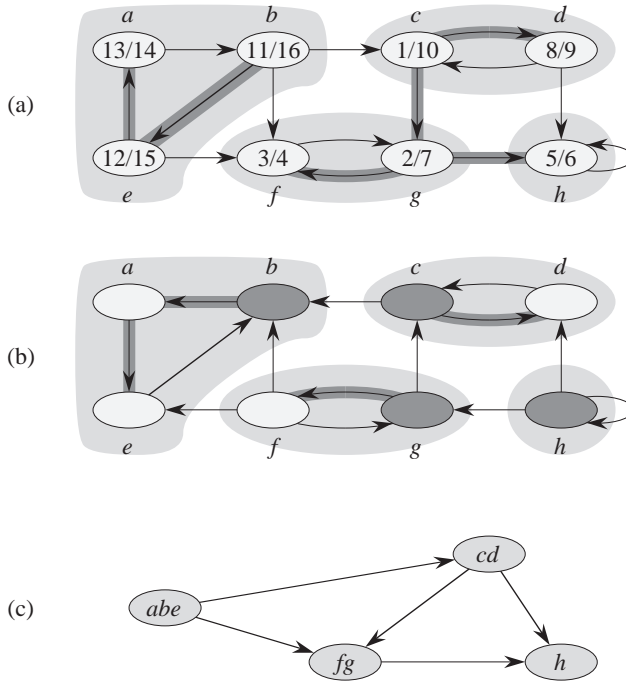 a b c d
(a)
13/14 11/16 1/10 8/9
12/15 3/4 2/7 5/6
e f g h
a b c d
(b)
e f g h
(c)
cd
abe
fg h